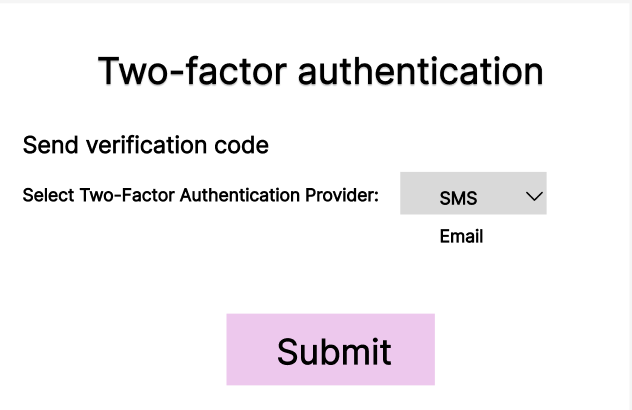 Two-factor authentication
Send verification code
Select Two-Factor Authentication Provider: SMS
Email
Submit